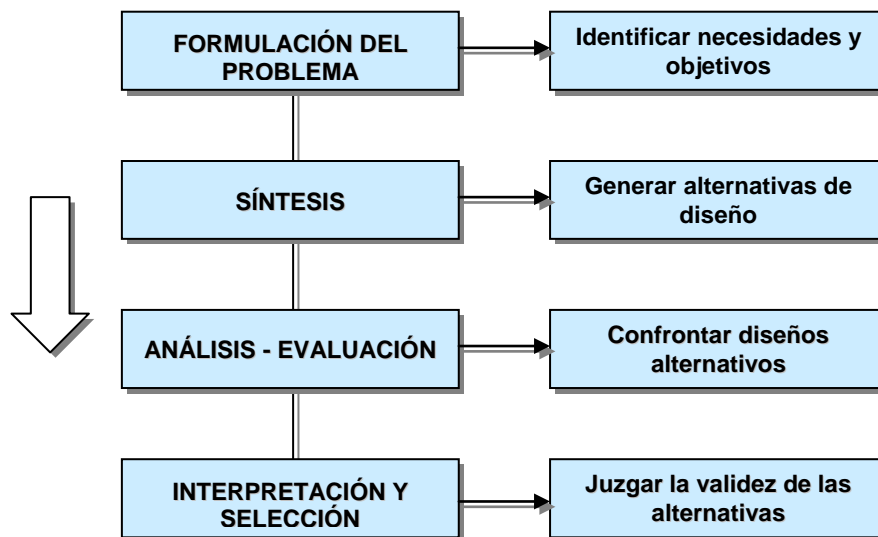 FORMULACIÓN DEL
PROBLEMA
Identificar necesidades y
objetivos
SÍNTESIS
Generar alternativas de
diseño
ANÁLISIS - EVALUACIÓN
Confrontar diseños
alternativos
INTERPRETACIÓN Y
SELECCIÓN
Juzgar la validez de las
alternativas